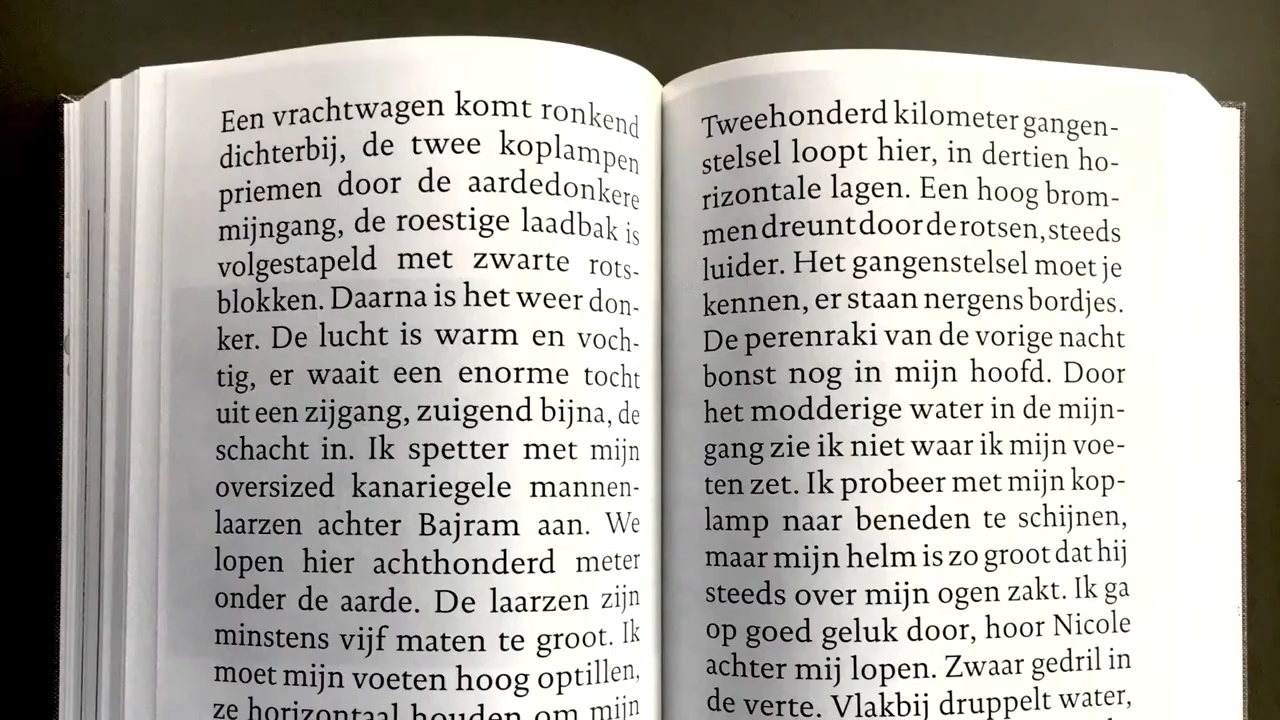 Een vrachtwagen komt ronkend
dichterbij, de twee koplampen
priemen door de aardedonkere
mijngang, de roestige laadbak is
volgestapeld met zwarte rots-
blokken. Daarna is het weer don-
ker. De lucht is warm en voch-
tig, er waait een enorme tocht
uit een zijgang, zuigend bijna, de
schacht in. Ik spetter met mijn
oversized kanariegele mannen-
laarzen achter Bajram aan. We
lopen hier achthonderd meter
onder de aarde. De laarzen zijn
minstens vijf maten te groot. Ik
moet mijn voeten hoog optillen,
ze horizontaal houden om mijn
Tweehonderd kilometer gangen-
stelsel loopt hier, in dertien ho-
rizontale lagen. Een hoog brom-
men dreunt door de rotsen, steeds
luider. Het gangenstelsel moet je
kennen, er staan nergens bordjes.
De perenraki van de vorige nacht
bonst nog in mijn hoofd. Door
het modderige water in de mijn-
gang zie ik niet waar ik mijn voe-
ten zet. Ik probeer met mijn kop-
lamp naar beneden te schijnen,
maar mijn helm is zo groot dat hij
steeds over mijn ogen zakt. Ik ga
op goed geluk door, hoor Nicole
achter mij lopen. Zwaar gedril in
de verte. Vlakbij druppelt water,